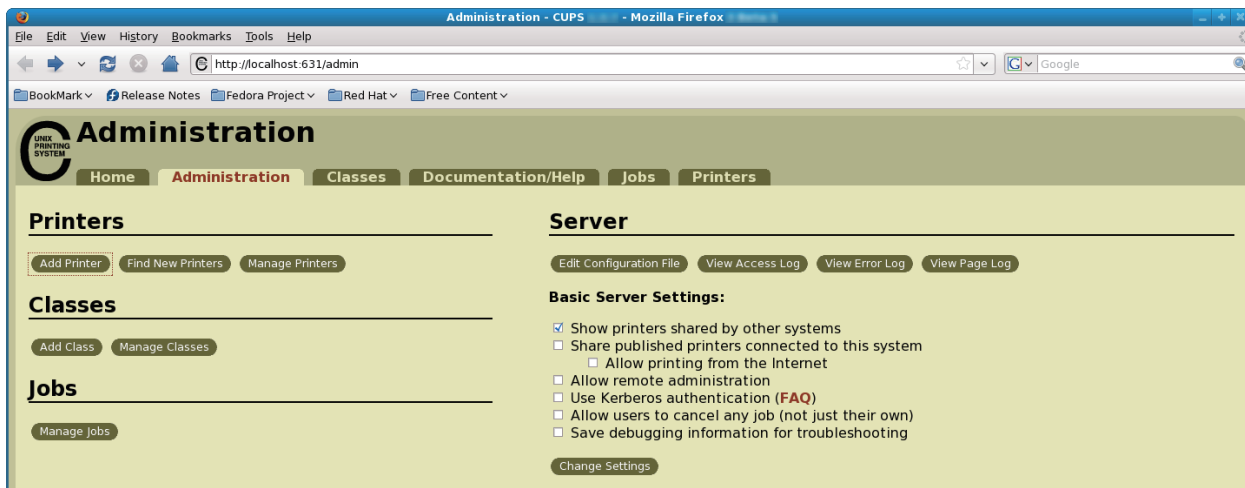 Administration - CUPS - Mozilla Firefox
File Edit View History Bookmarks Tools Help
http://localhost:631/admin
G Google
BookMark Release Notes Fedora Project Red Hat Free Content
UNIX PRINTING SYSTEM
Administration
Home Administration Classes Documentation/Help Jobs Printers
Printers
Add Printer Find New Printers Manage Printers
Classes
Add Class Manage Classes
Jobs
Manage Jobs
Server
Edit Configuration File View Access Log View Error Log View Page Log
Basic Server Settings:
Show printers shared by other systems
Share published printers connected to this system
Allow printing from the Internet
Allow remote administration
Use Kerberos authentication (FAQ)
Allow users to cancel any job (not just their own)
Save debugging information for troubleshooting
Change Settings